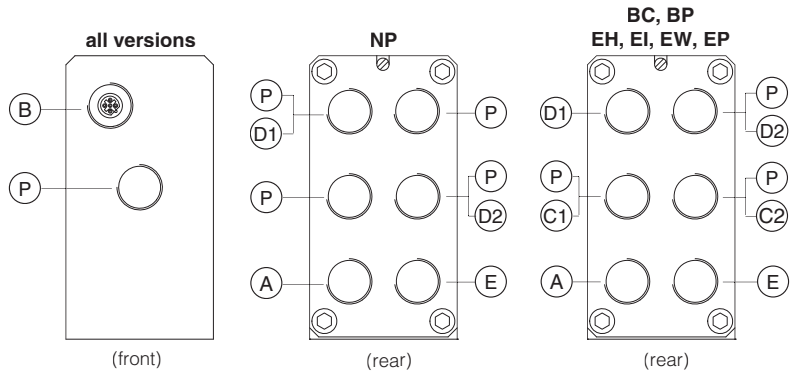 all versions
B
P
(front)
NP
P
D1
P
P
P
D2
A
E
(rear)
BC, BP
EH, EI, EW, EP
D1
P
D2
P
C1
P
C2
A
E
(rear)